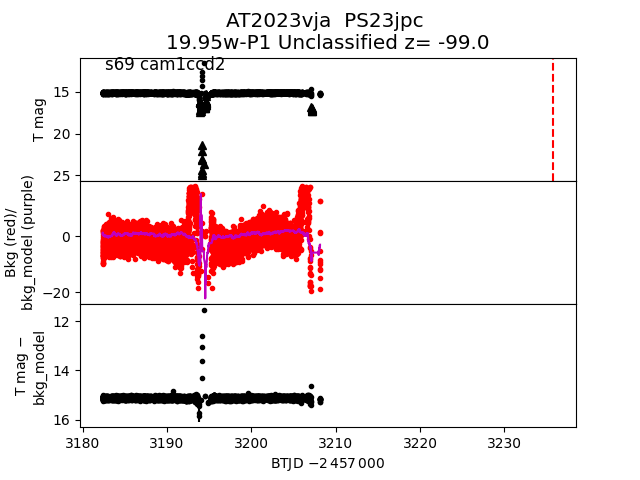 AT2023vja  PS23jpc
19.95w-P1 Unclassified z= -99.0
s69 cam1ccd2
T mag
15
20
25
Bkg (red)/
bkg_model (purple)
0
−20
T mag −
bkg_model
12
14
16
3180 3190 3200 3210 3220 3230
BTJD −2 457 000